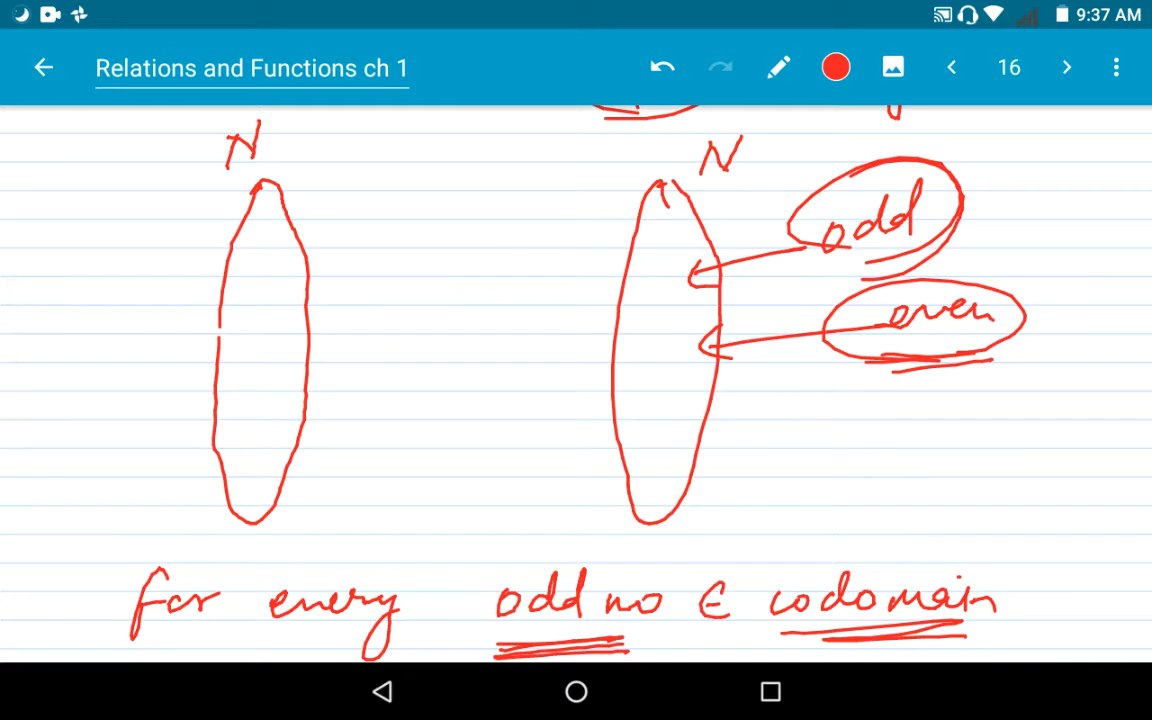 9:37 AM
Relations and Functions ch 1
16
N
N
odd
even
for every odd no ∈ codomain